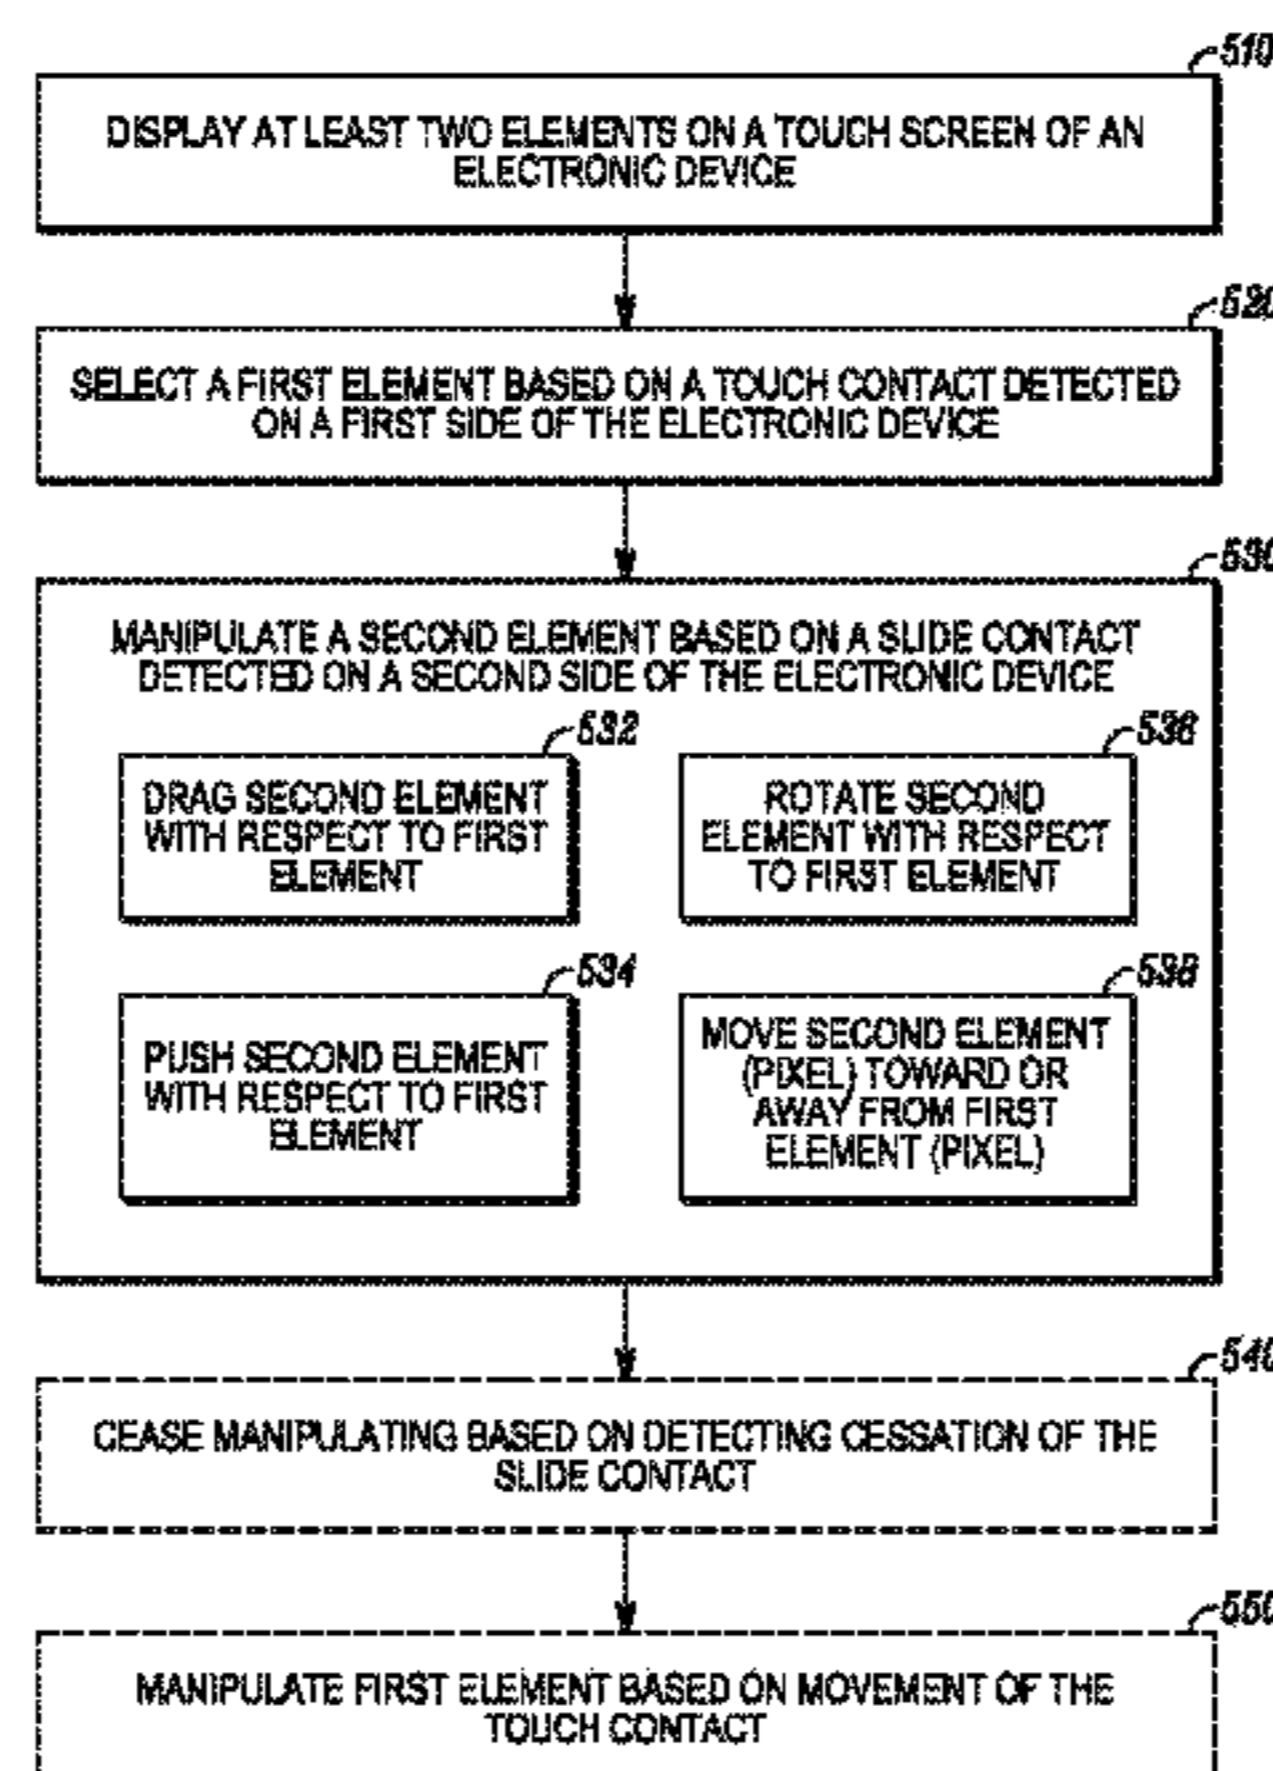 510
DISPLAY AT LEAST TWO ELEMENTS ON A TOUCH SCREEN OF AN
ELECTRONIC DEVICE
520
SELECT A FIRST ELEMENT BASED ON A TOUCH CONTACT DETECTED
ON A FIRST SIDE OF THE ELECTRONIC DEVICE
530
MANIPULATE A SECOND ELEMENT BASED ON A SLIDE CONTACT
DETECTED ON A SECOND SIDE OF THE ELECTRONIC DEVICE
532
DRAG SECOND ELEMENT
WITH RESPECT TO FIRST
ELEMENT
536
ROTATE SECOND
ELEMENT WITH RESPECT
TO FIRST ELEMENT
534
PUSH SECOND ELEMENT
WITH RESPECT TO FIRST
ELEMENT
538
MOVE SECOND ELEMENT
(PIXEL) TOWARD OR
AWAY FROM FIRST
ELEMENT (PIXEL)
540
CEASE MANIPULATING BASED ON DETECTING CESSATION OF THE
SLIDE CONTACT
550
MANIPULATE FIRST ELEMENT BASED ON MOVEMENT OF THE
TOUCH CONTACT